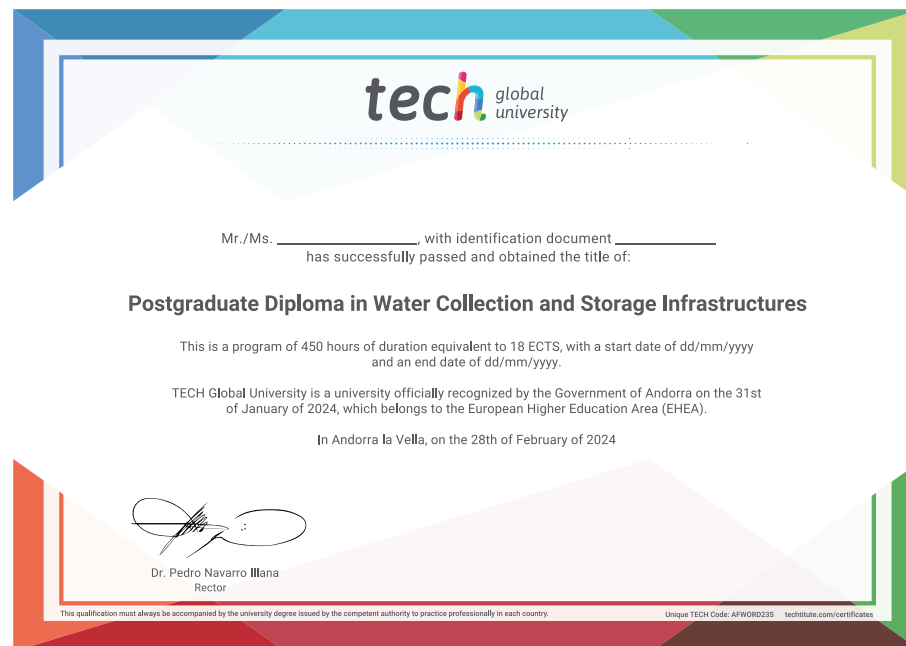 tech global university
Mr./Ms. ____________, with identification document ____________
has successfully passed and obtained the title of:
Postgraduate Diploma in Water Collection and Storage Infrastructures
This is a program of 450 hours of duration equivalent to 18 ECTS, with a start date of dd/mm/yyyy
and an end date of dd/mm/yyyy.
TECH Global University is a university officially recognized by the Government of Andorra on the 31st
of January of 2024, which belongs to the European Higher Education Area (EHEA).
In Andorra la Vella, on the 28th of February of 2024
Dr. Pedro Navarro Illana
Rector
This qualification must always be accompanied by the university degree issued by the competent authority to practice professionally in each country.
Unique TECH Code: AFWORD23S techtitute.com/certificates